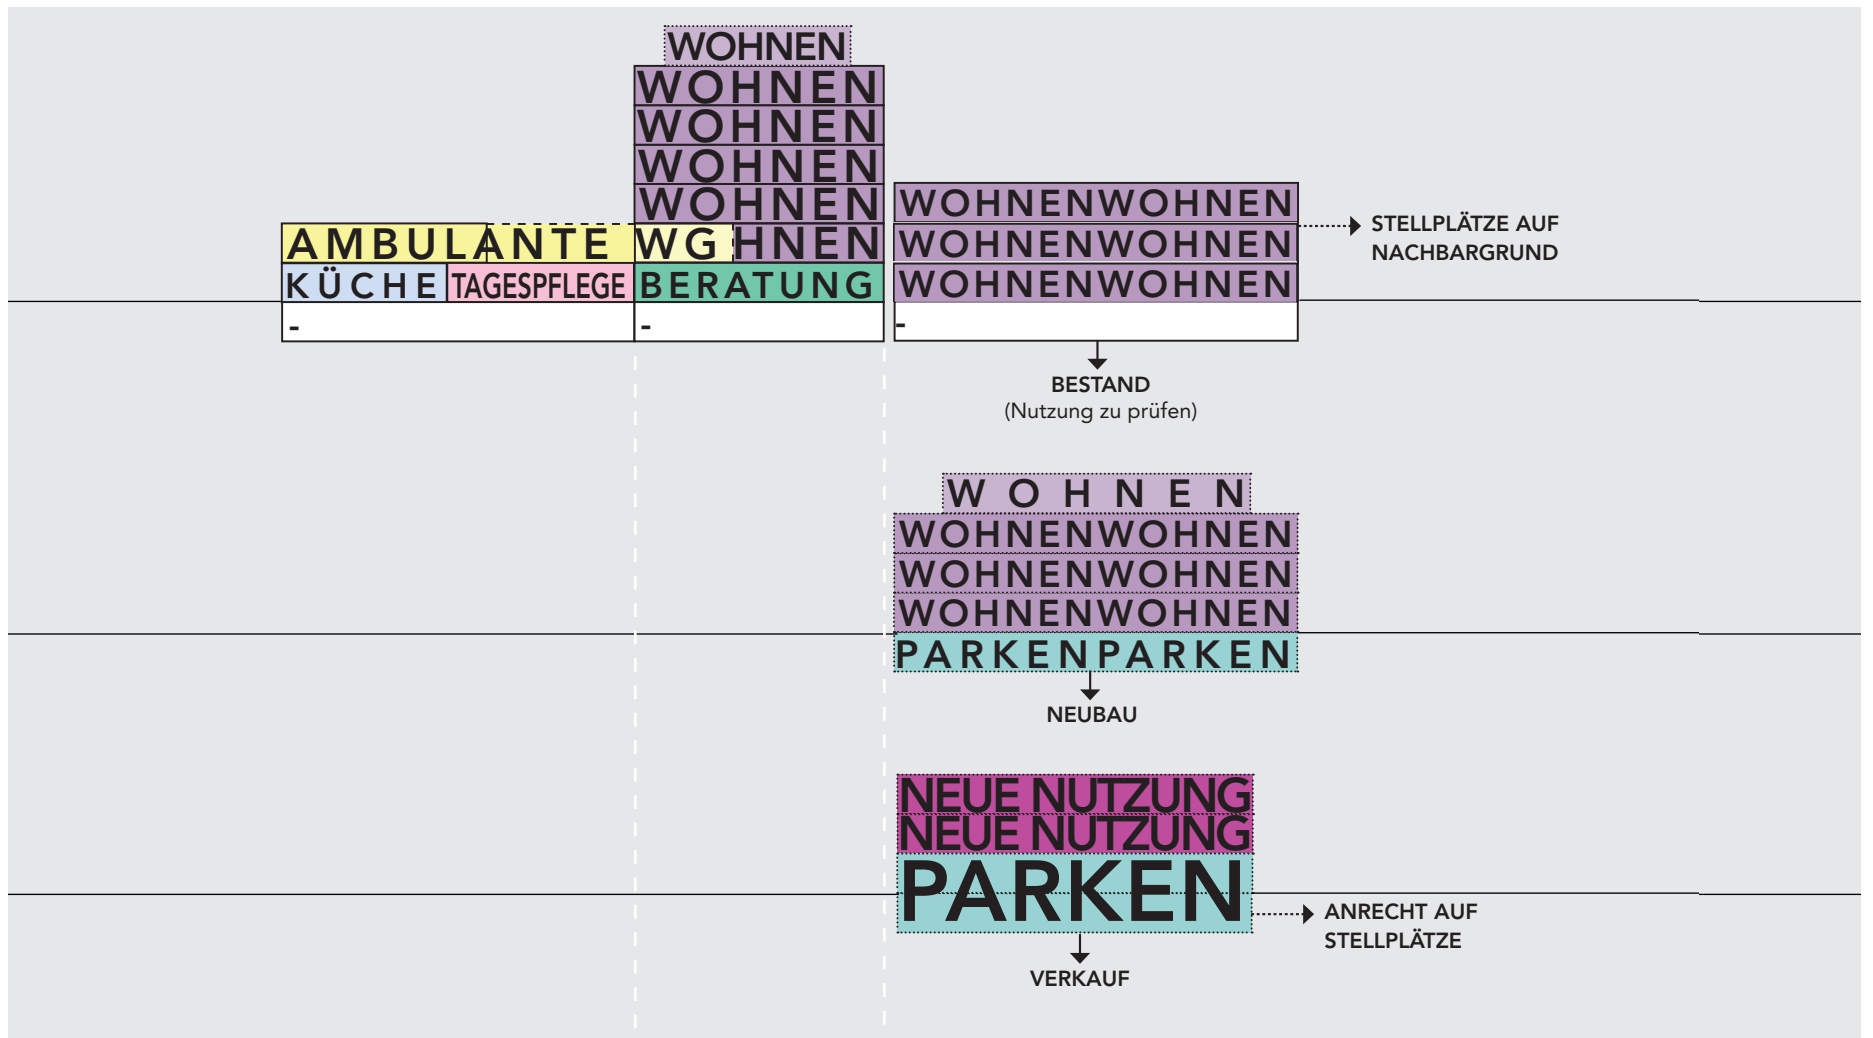 WOHNEN
WOHNEN
WOHNEN
WOHNEN
WOHNEN
AMBULANTE WG HNEN
KÜCHE TAGESPFLEGE BERATUNG
- -
WOHNENWOHNEN
WOHNENWOHNEN
WOHNENWOHNEN
-
STELLPLÄTZE AUF
NACHBARGRUND
BESTAND
(Nutzung zu prüfen)
WOHNEN
WOHNENWOHNEN
WOHNENWOHNEN
WOHNENWOHNEN
PARKENPARKEN
NEUBAU
NEUE NUTZUNG
NEUE NUTZUNG
PARKEN
ANRECHT AUF
STELLPLÄTZE
VERKAUF